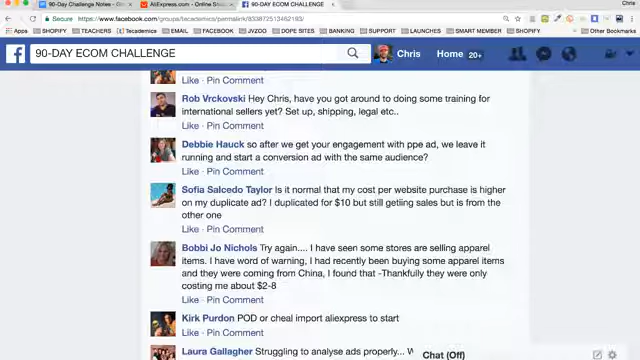 90-Day Challenge Notes - G
AliExpress.com - Online Shop
90-DAY ECOM CHALLENGE
Chris
Secure
https://www.facebook.com/groups/tecademics/permalink/833872513462193/
Apps
SHOPIFY
TEACHERS
Tecademics
EMAIL
FACEBOOK
JVZOO
DOPE SITES
BANKING
SUPPORT
LAUNCHES
SMART MEMBER
SHOPIFY
Other Bookmarks
90-DAY ECOM CHALLENGE
Chris
Home 20+
Like · Pin Comment
Rob Vrckovski Hey Chris, have you got around to doing some training for
international sellers yet? Set up, shipping, legal etc..
Like · Pin Comment
Debbie Hauck so after we get your engagement with ppe ad, we leave it
running and start a conversion ad with the same audience?
Like · Pin Comment
Sofia Salcedo Taylor Is it normal that my cost per website purchase is higher
on my duplicate ad? I duplicated for $10 but still getiing sales but is from the
other one
Like · Pin Comment
Bobbi Jo Nichols Try again.... I have seen some stores are selling apparel
items. I have word of warning, I had recently been buying some apparel items
and they were coming from China, I found that -Thankfully they were only
costing me about $2-8
Like · Pin Comment
Kirk Purdon POD or cheal import aliexpress to start
Like · Pin Comment
Laura Gallagher Struggling to analyse ads properly...
Chat (Off)